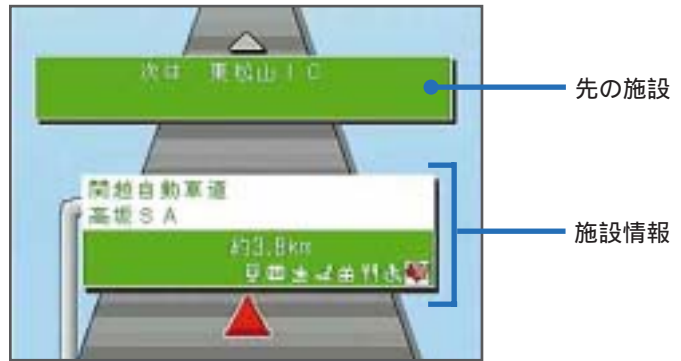 次は 東松山IC
先の施設
関越自動車道
高坂SA
約3.8km
施設情報